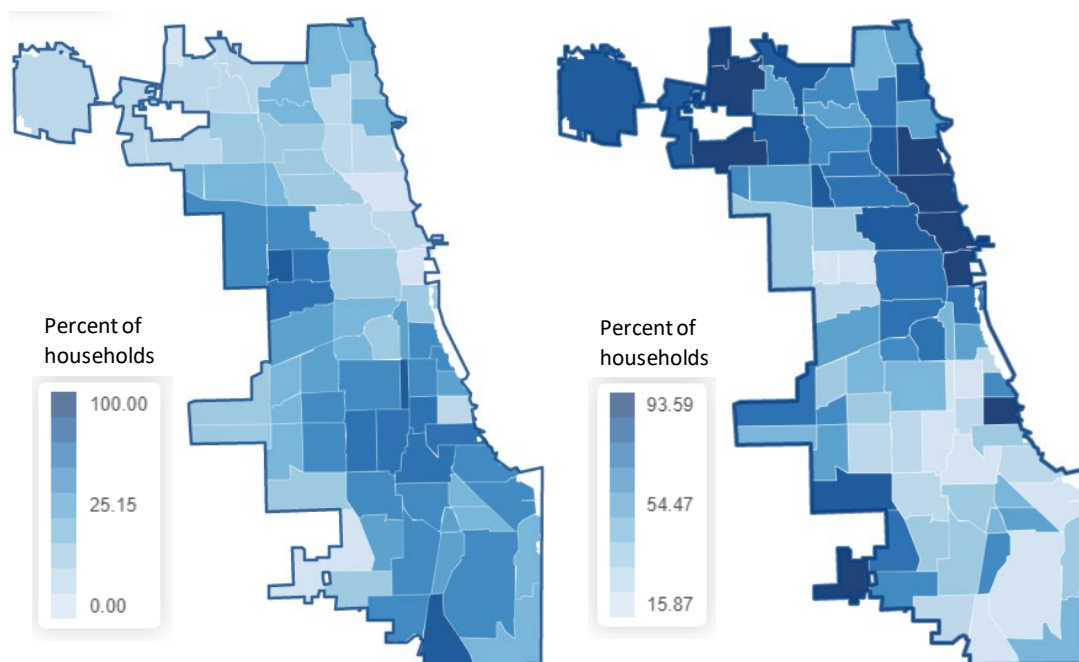 Percent of
households
100.00
25.15
0.00
Percent of
households
93.59
54.47
15.87